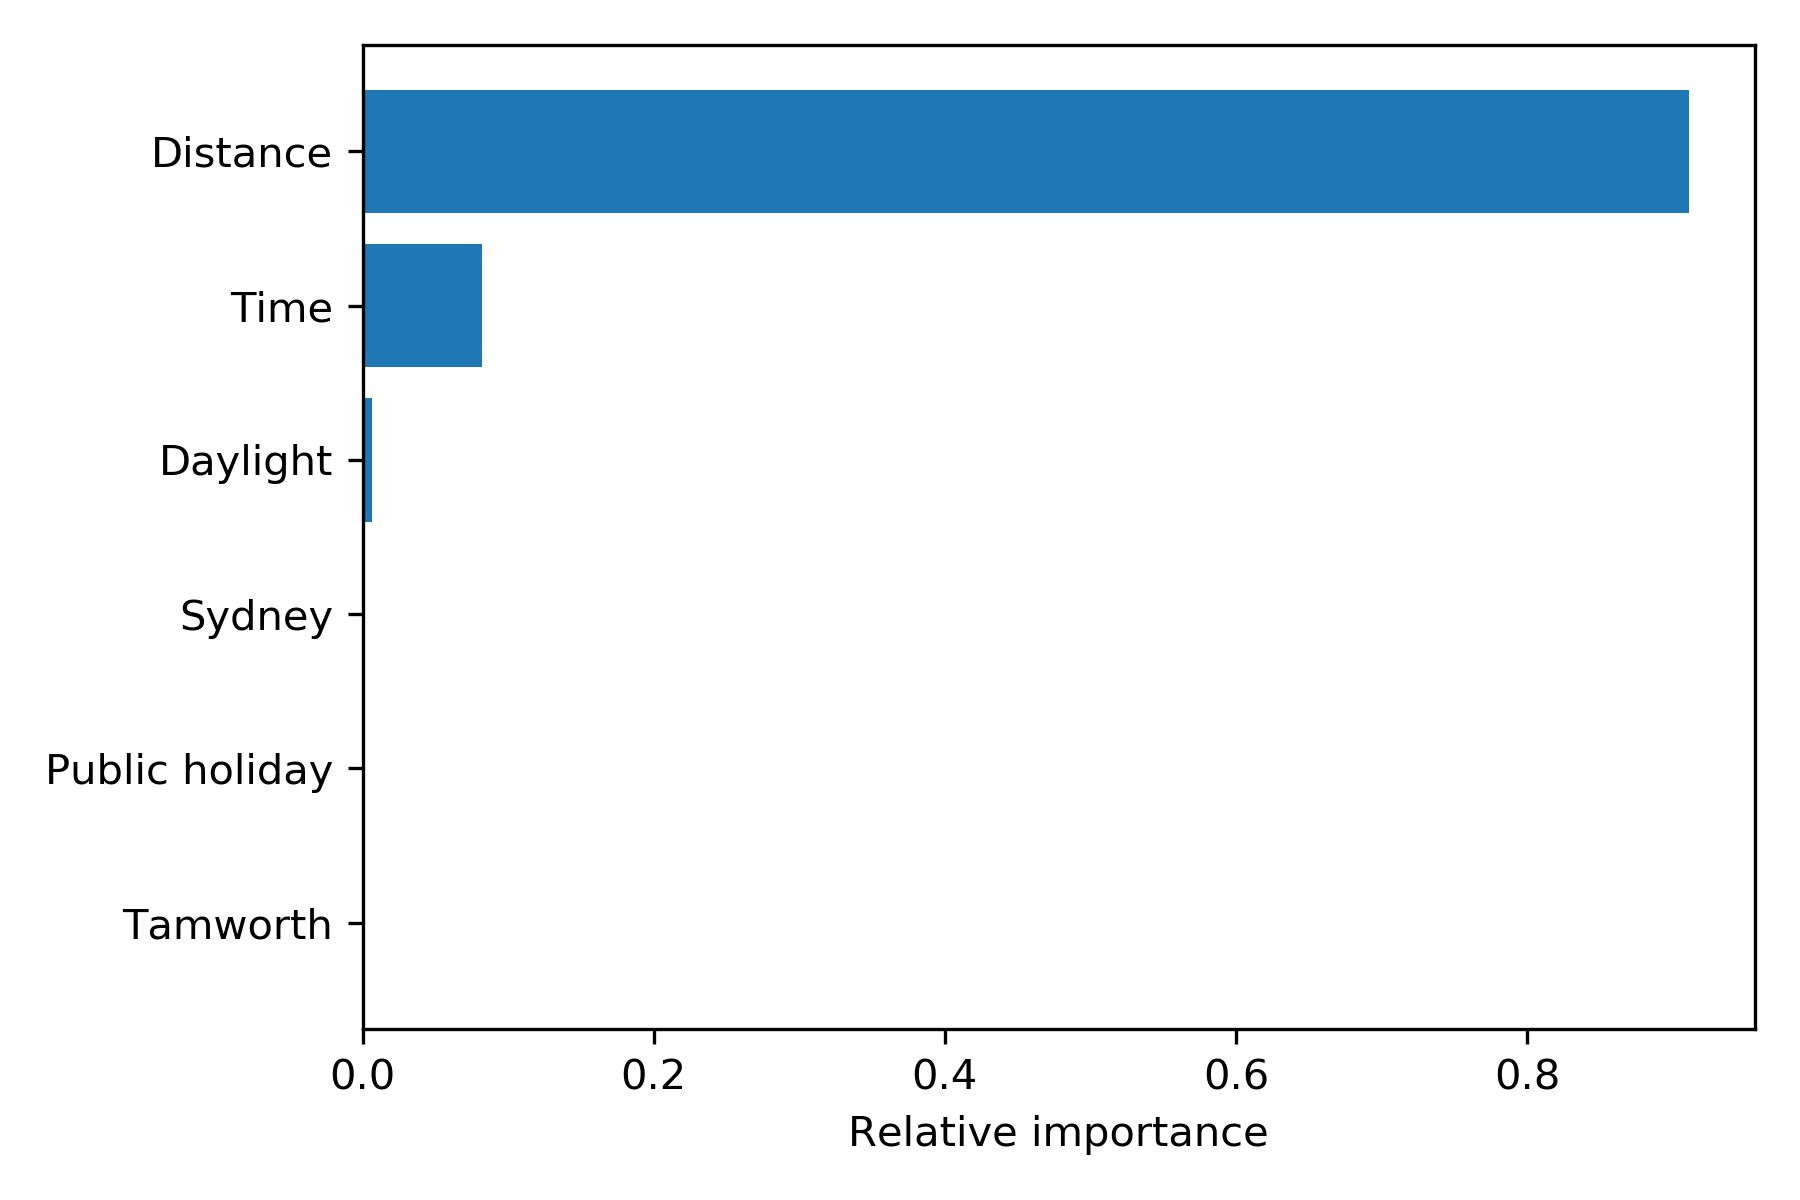 Distance
Time
Daylight
Sydney
Public holiday
Tamworth
0.0 0.2 0.4 0.6 0.8
Relative importance